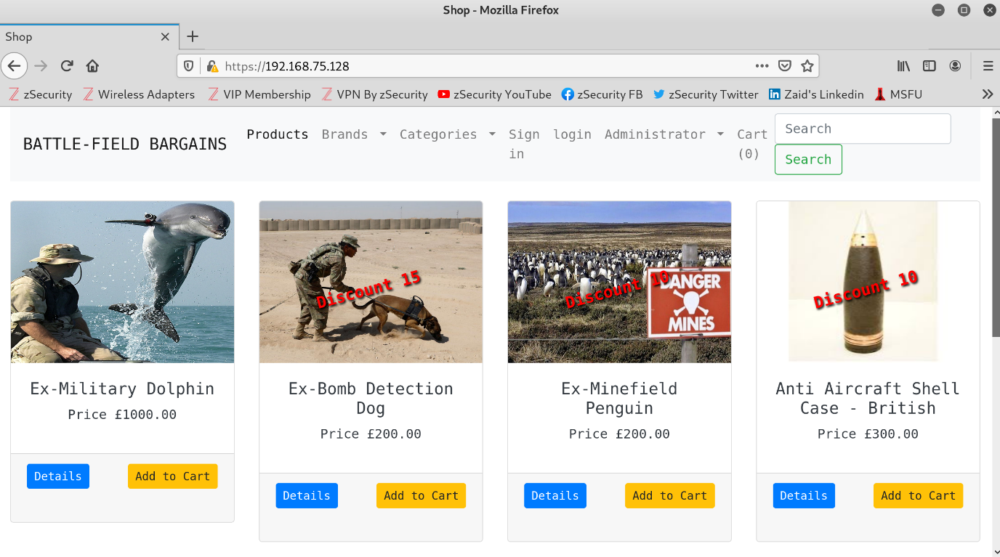 Shop - Mozilla Firefox
Shop
https://192.168.75.128
zSecurity Wireless Adapters VIP Membership VPN By zSecurity zSecurity YouTube zSecurity FB zSecurity Twitter Zaid's Linkedin MSFU
BATTLE-FIELD BARGAINS
Products Brands Categories Sign in login Administrator Cart (0)
Search
Search
Discount 15
Discount 10
DANGER
MINES
Discount 10
Ex-Military Dolphin
Price £1000.00
Details Add to Cart
Ex-Bomb Detection
Dog
Price £200.00
Details Add to Cart
Ex-Minefield
Penguin
Price £200.00
Details Add to Cart
Anti Aircraft Shell
Case - British
Price £300.00
Details Add to Cart